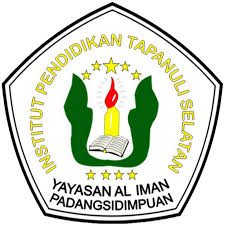 INSTITUT PENDIDIKAN TAPANULI SELATAN
YAYASAN AL IMAN
PADANGSIDIMPUAN